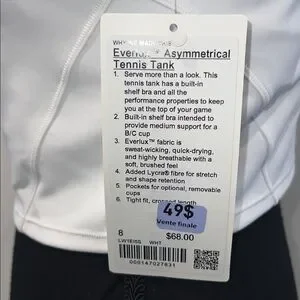 WHY WE MADE THIS
Everlux™ Asymmetrical
Tennis Tank
1. Serve more than a look. This
tennis tank has a built-in
shelf bra and all the
performance properties to keep
you at the top of your game
2. Built-in shelf bra intended to
provide medium support for a
B/C cup
3. Everlux™ fabric is
sweat-wicking, quick-drying,
and highly breathable with a
soft, brushed feel
4. Added Lycra® fibre for stretch
and shape retention
5. Pockets for optional, removable
cups
6. Tight fit, cropped length
49$
Vente finale
8
$68.00
WHT